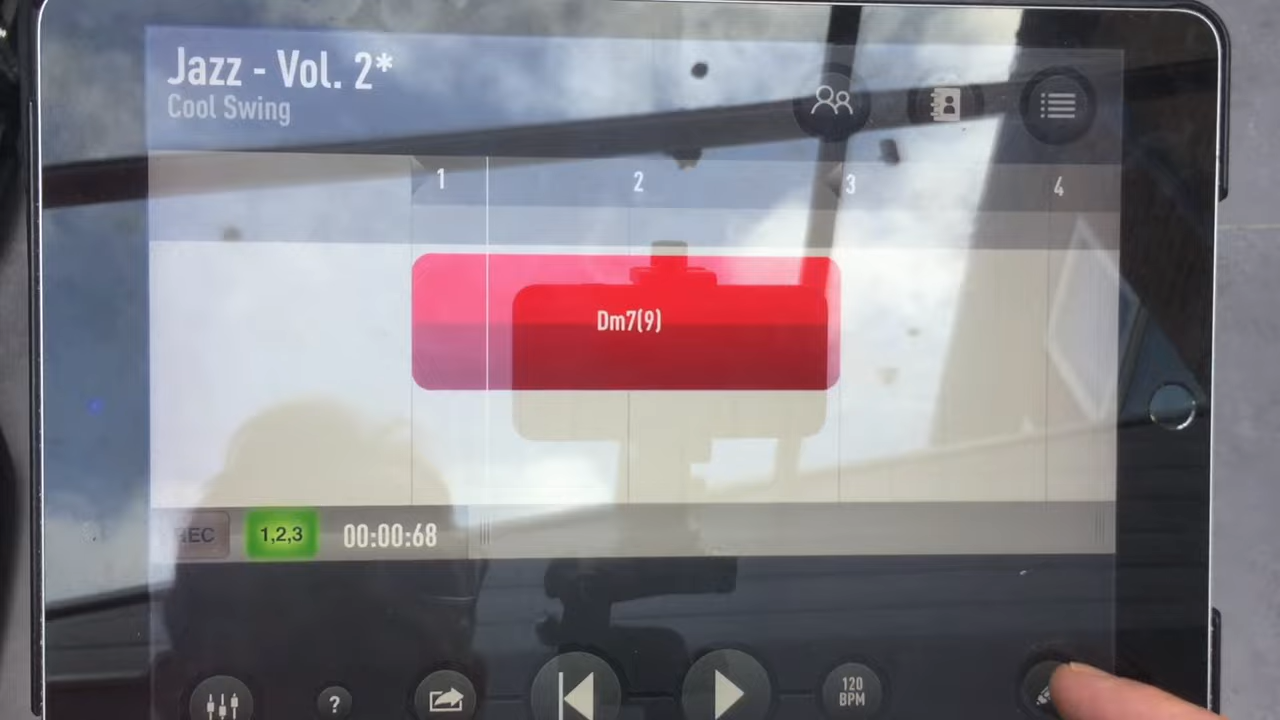 Jazz - Vol. 2*
Cool Swing
1 2 3 4
Dm7(9)
REC 1,2,3 00:00:68
?
120
BPM